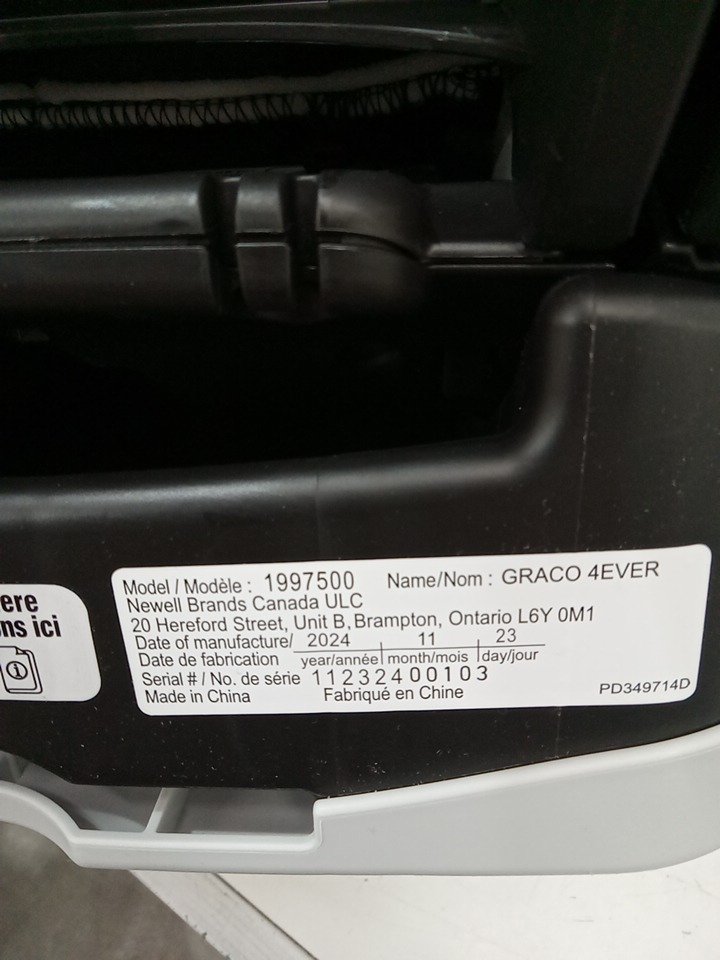 ere
ns ici
Model / Modèle : 1997500 Name/Nom : GRACO 4EVER
Newell Brands Canada ULC
20 Hereford Street, Unit B, Brampton, Ontario L6Y 0M1
Date of manufacture/ 2024 11 23
Date de fabrication year/année month/mois day/jour
Serial # / No. de série 11232400103
Made in China Fabriqué en Chine PD349714D